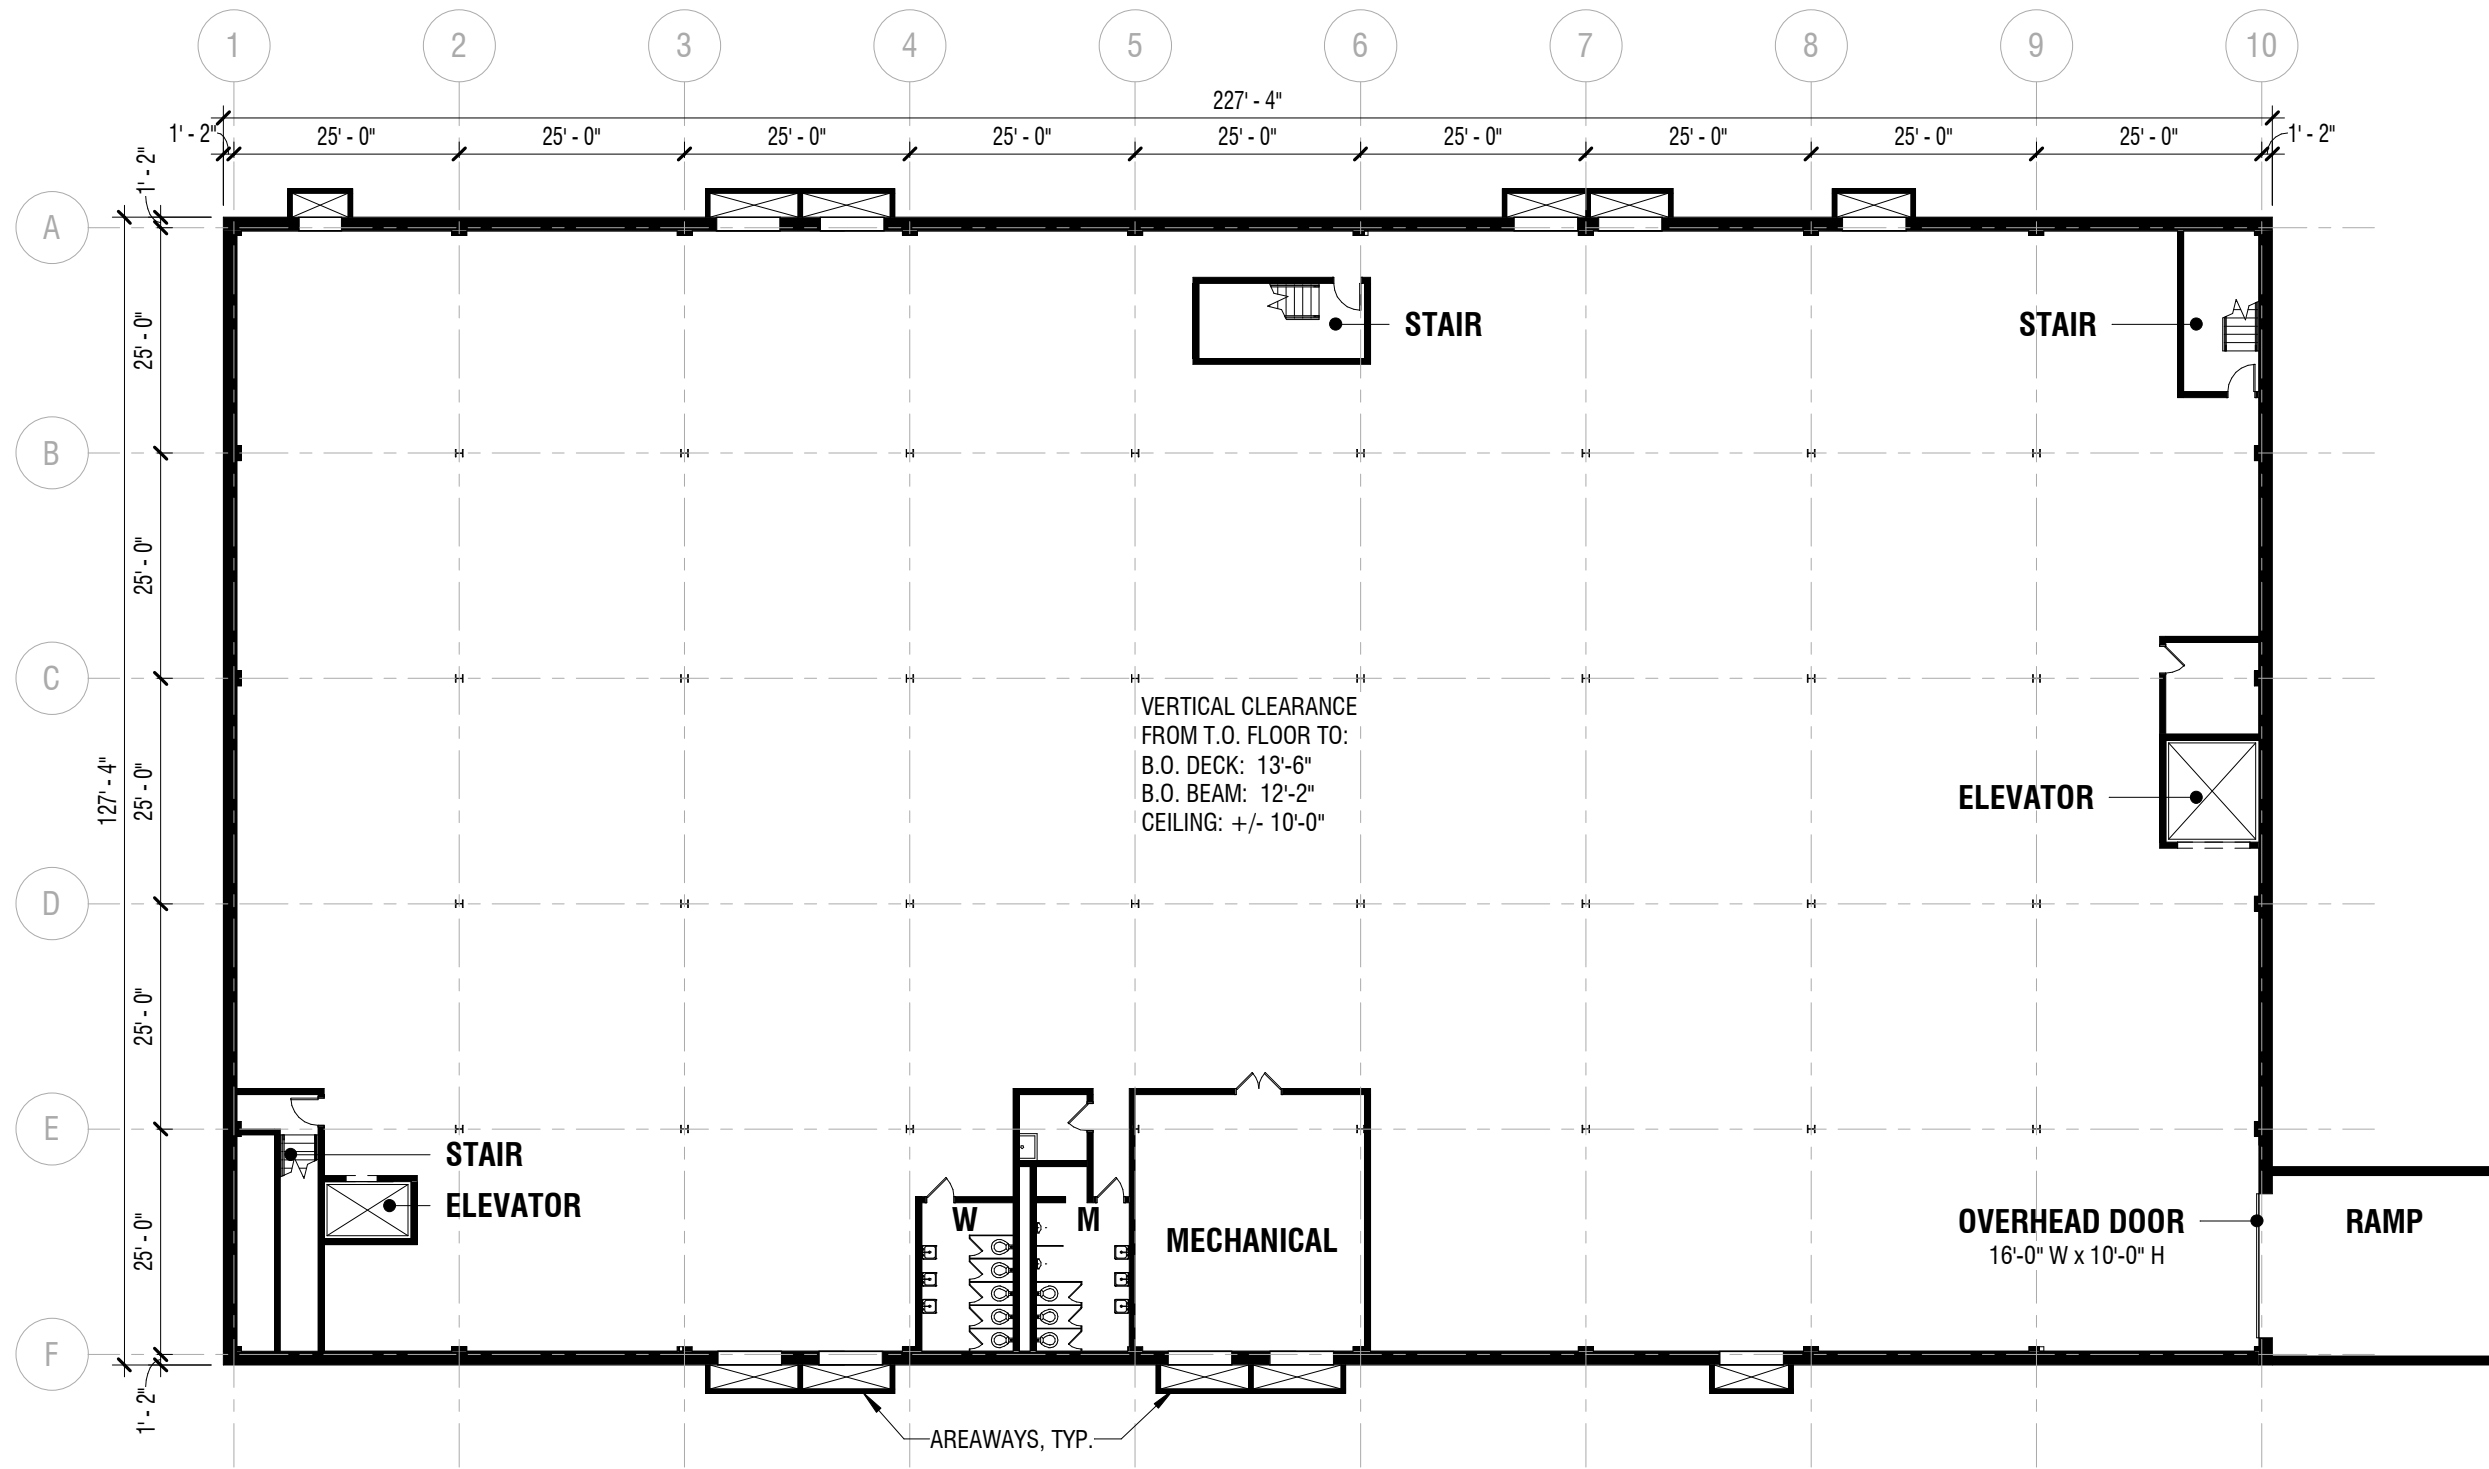 1 2 3 4 5 6 7 8 9 10
227' - 4"
1' - 2" 25' - 0" 25' - 0" 25' - 0" 25' - 0" 25' - 0" 25' - 0" 25' - 0" 25' - 0" 25' - 0" 1' - 2"
1' - 2"
A
25' - 0"
STAIR
STAIR
B
25' - 0"
C
VERTICAL CLEARANCE
FROM T.O. FLOOR TO:
B.O. DECK: 13'-6"
B.O. BEAM: 12'-2"
CEILING: +/- 10'-0"
127' - 4"
25' - 0"
ELEVATOR
D
25' - 0"
E
STAIR
ELEVATOR
W
M
MECHANICAL
OVERHEAD DOOR
16'-0" W x 10'-0" H
RAMP
25' - 0"
F
1' - 2"
AREAWAYS, TYP.